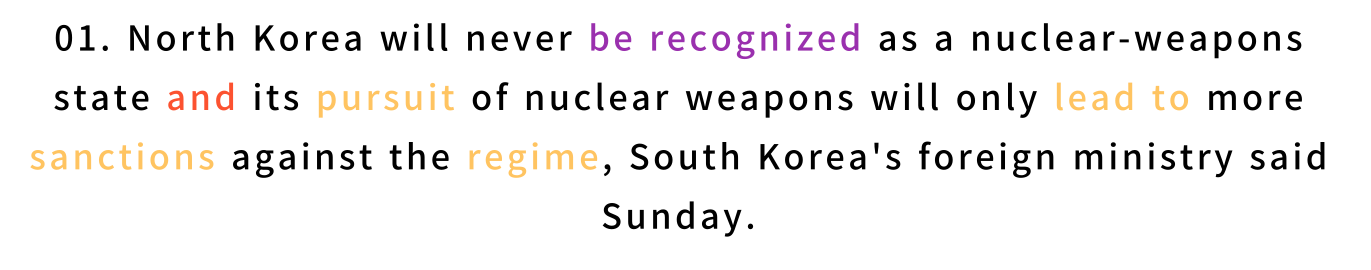 01. North Korea will never be recognized as a nuclear-weapons
state and its pursuit of nuclear weapons will only lead to more
sanctions against the regime, South Korea's foreign ministry said
Sunday.